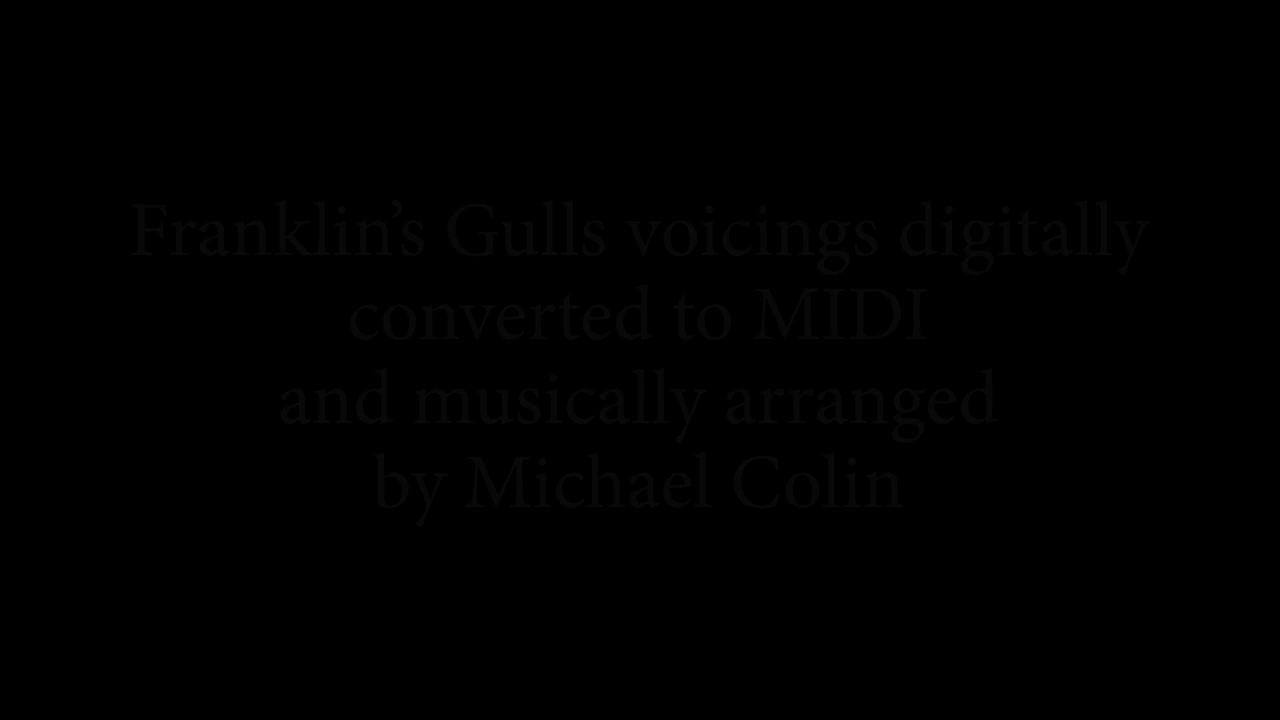 Franklin’s Gulls voicings digitally
converted to MIDI
and musically arranged
by Michael Colin